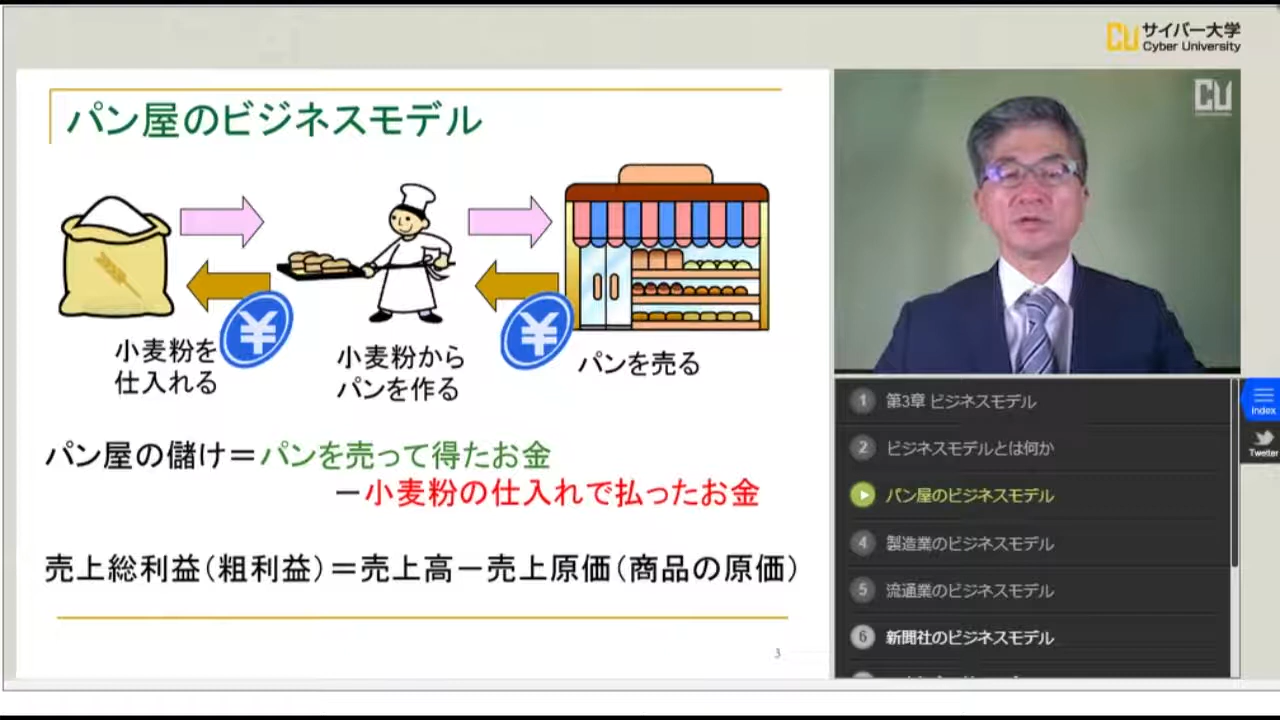 CU サイバー大学
Cyber University
CU
パン屋のビジネスモデル
小麦粉を
仕入れる
¥
小麦粉から
パンを作る
¥
パンを売る
パン屋の儲け＝パンを売って得たお金
－小麦粉の仕入れで払ったお金
売上総利益（粗利益）＝売上高－売上原価（商品の原価）
3
1 第3章 ビジネスモデル
2 ビジネスモデルとは何か
パン屋のビジネスモデル
4 製造業のビジネスモデル
5 流通業のビジネスモデル
6 新聞社のビジネスモデル
index
Twetter